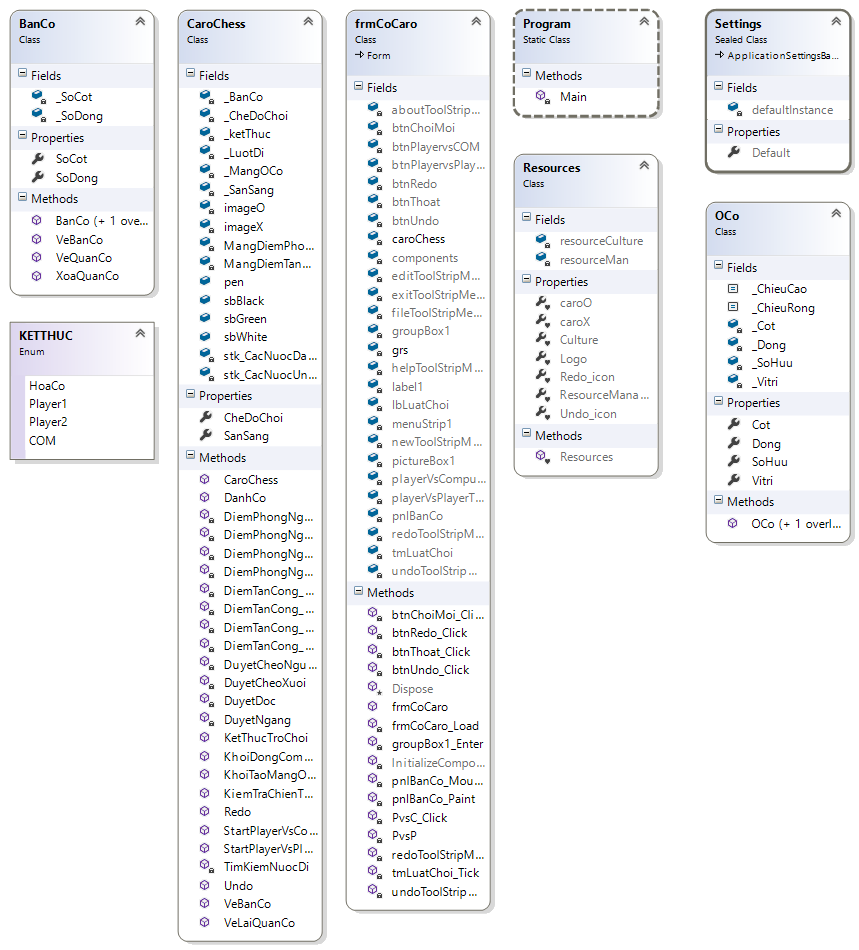 BanCo
Class
Fields
_SoCot
_SoDong
Properties
SoCot
SoDong
Methods
BanCo (+ 1 ove...
VeBanCo
VeQuanCo
XoaQuanCo
KETTHUC
Enum
HoaCo
Player1
Player2
COM
CaroChess
Class
Fields
_BanCo
_CheDoChoi
_ketThuc
_LuotDi
_MangOCo
_SanSang
imageO
imageX
MangDiemPho...
MangDiemTan...
pen
sbBlack
sbGreen
sbWhite
stk_CacNuocDa...
stk_CacNuocUn...
Properties
CheDoChoi
SanSang
Methods
CaroChess
DanhCo
DiemPhongNg...
DiemPhongNg...
DiemPhongNg...
DiemPhongNg...
DiemTanCong_...
DiemTanCong_...
DiemTanCong_...
DiemTanCong_...
DuyetCheoNgu...
DuyetCheoXuoi
DuyetDoc
DuyetNgang
KetThucTroChoi
KhoiDongCom...
KhoiTaoMangO...
KiemTraChienT...
Redo
StartPlayerVsCo...
StartPlayerVsPl...
TimKiemNuocDi
Undo
VeBanCo
VeLaiQuanCo
frmCoCaro
Class
Form
Fields
aboutToolStrip...
btnChoiMoi
btnPlayervsCOM
btnPlayervsPlay...
btnRedo
btnThoat
btnUndo
caroChess
components
editToolStripM...
exitToolStripMe...
fileToolStripMe...
groupBox1
grs
helpToolStripM...
label1
lbLuatChoi
menuStrip1
newToolStripM...
pictureBox1
playerVsCompu...
playerVsPlayerT...
pnlBanCo
redoToolStripM...
tmLuatChoi
undoToolStrip...
Methods
btnChoiMoi_Cli...
btnRedo_Click
btnThoat_Click
btnUndo_Click
Dispose
frmCoCaro
frmCoCaro_Load
groupBox1_Enter
InitializeCompo...
pnlBanCo_Mou...
pnlBanCo_Paint
PvsC_Click
PvsP
redoToolStripM...
tmLuatChoi_Tick
undoToolStrip...
Program
Static Class
Methods
Main
Resources
Class
Fields
resourceCulture
resourceMan
Properties
caroO
caroX
Culture
Logo
Redo_icon
ResourceMana...
Undo_icon
Methods
Resources
Settings
Sealed Class
ApplicationSettingsBa...
Fields
defaultInstance
Properties
Default
OCo
Class
Fields
_ChieuCao
_ChieuRong
_Cot
_Dong
_SoHuu
_Vitri
Properties
Cot
Dong
SoHuu
Vitri
Methods
OCo (+ 1 overl...